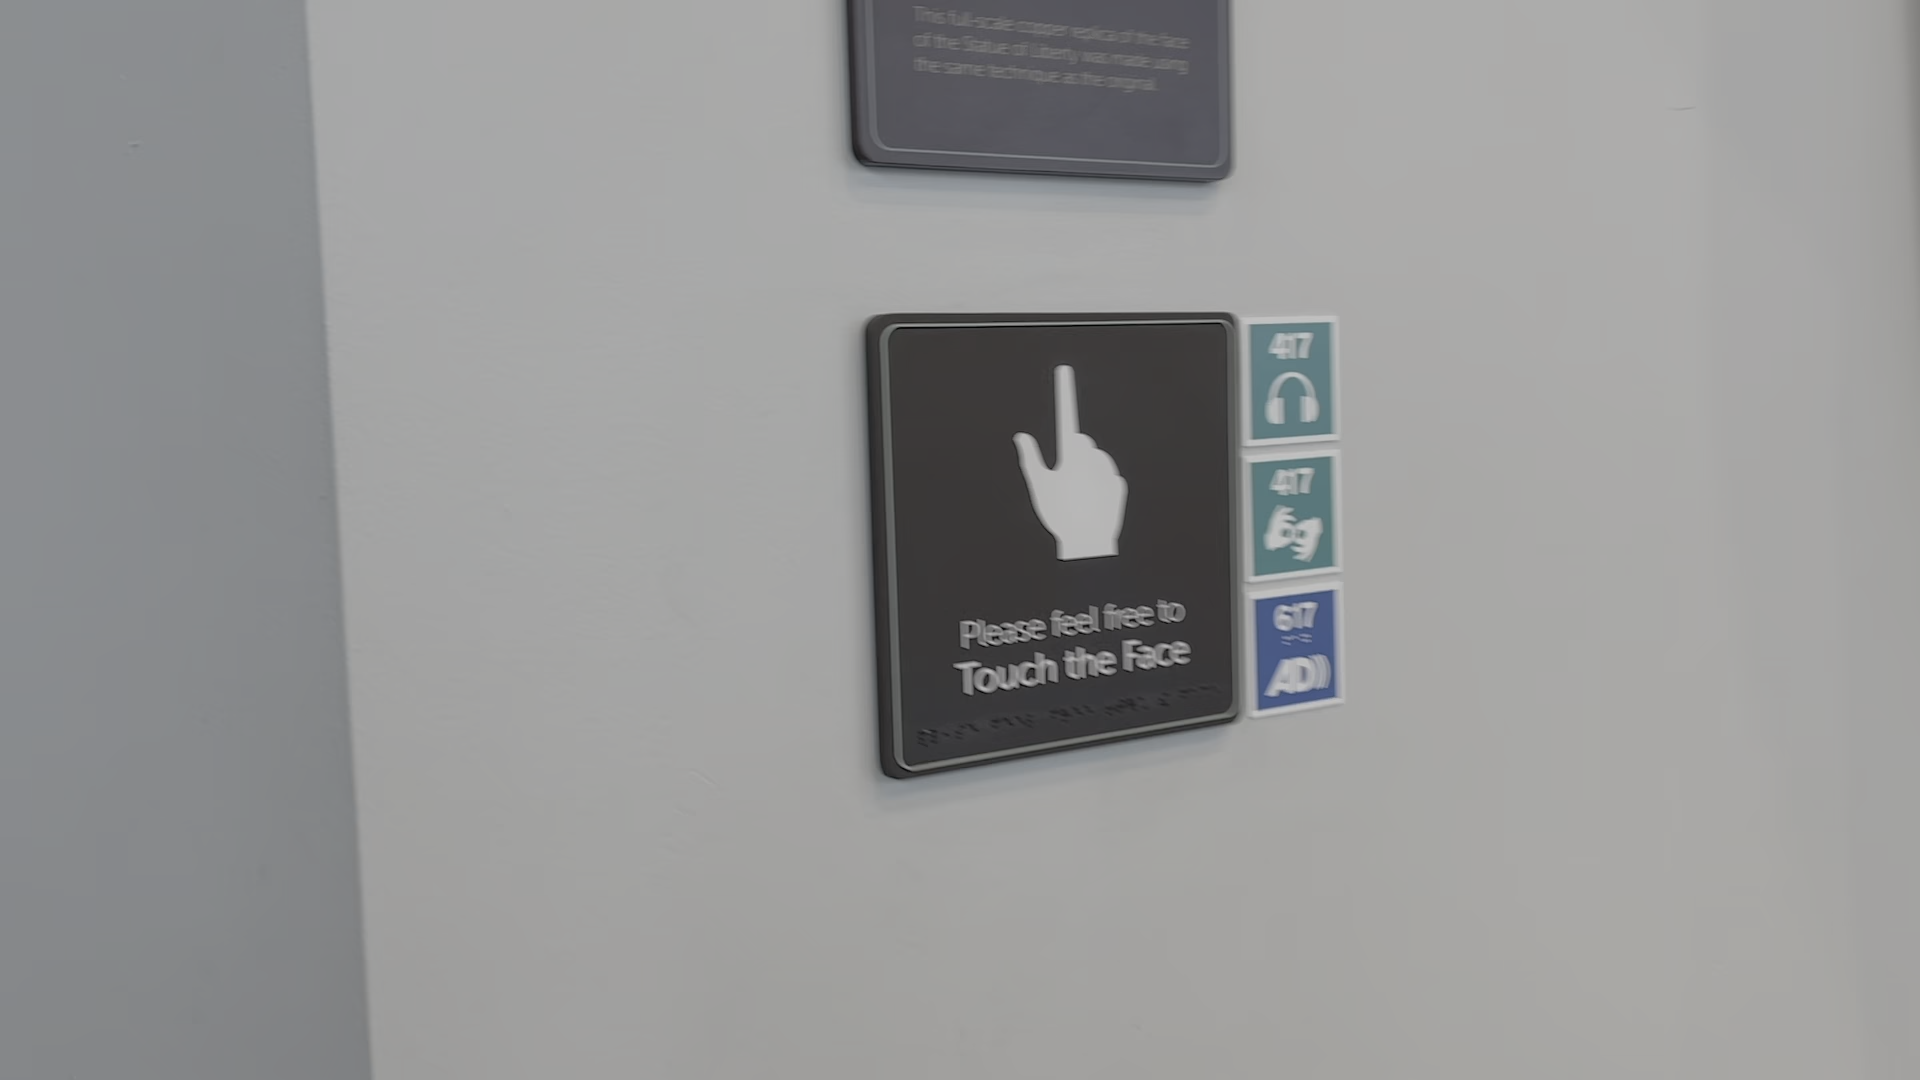 This full-scale copper replica of the face
of the Statue of Liberty was made using
the same technique as the original.
Please feel free to
Touch the Face
417
417
617
AD